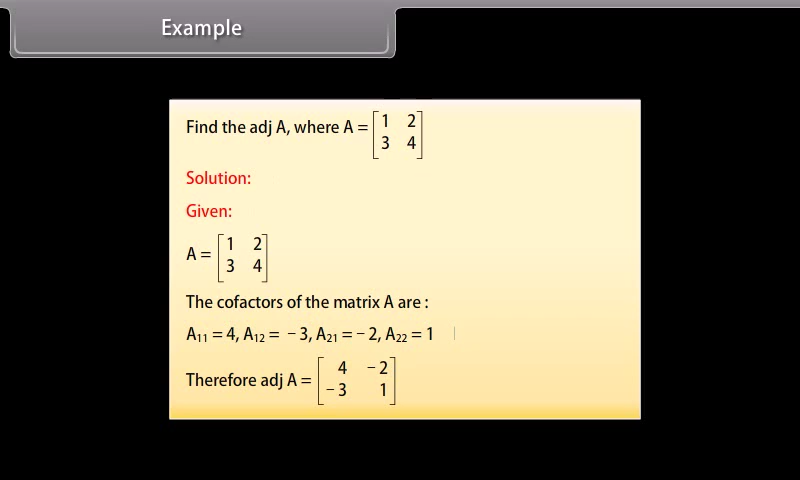 Example
Find the adj A, where A = [1 2
3 4]
Solution:
Given:
A = [1 2
3 4]
The cofactors of the matrix A are :
A₁₁ = 4, A₁₂ = −3, A₂₁ = −2, A₂₂ = 1
Therefore adj A = [4 −2
−3 1]